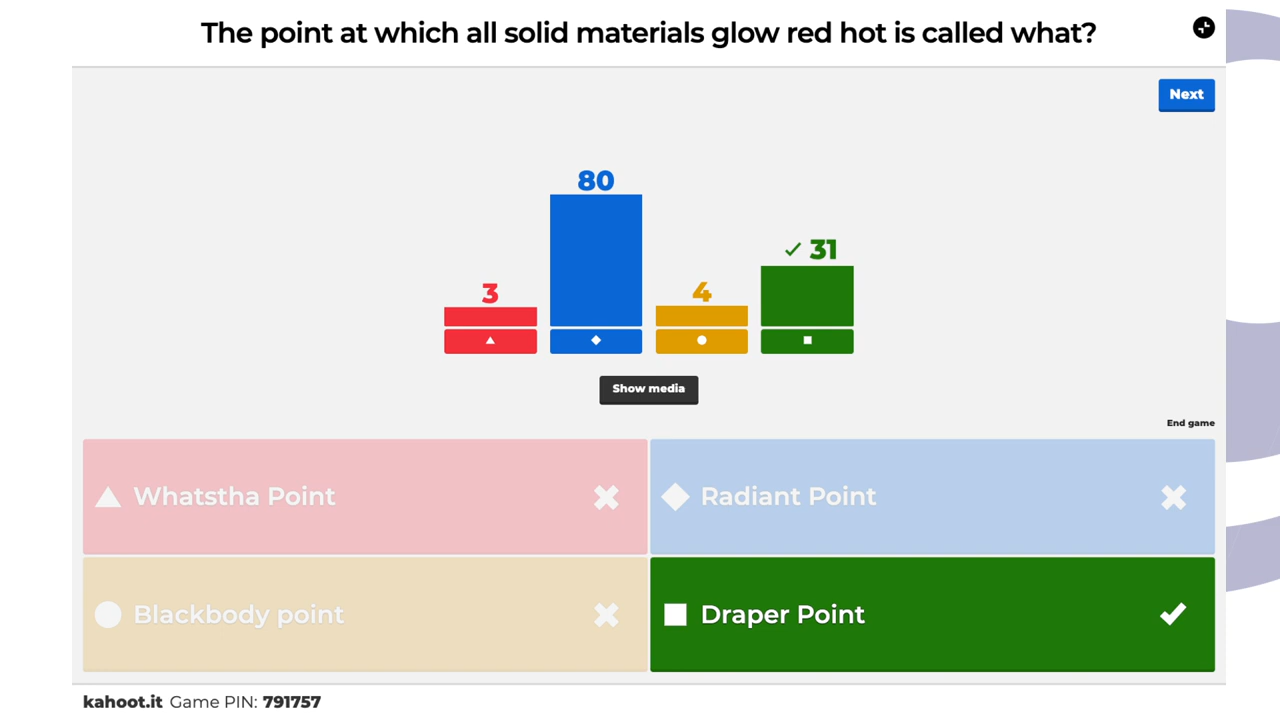 The point at which all solid materials glow red hot is called what?
Next
80
31
3
4
Show media
End game
Whatstha Point
Radiant Point
Blackbody point
Draper Point
kahoot.it Game PIN: 791757